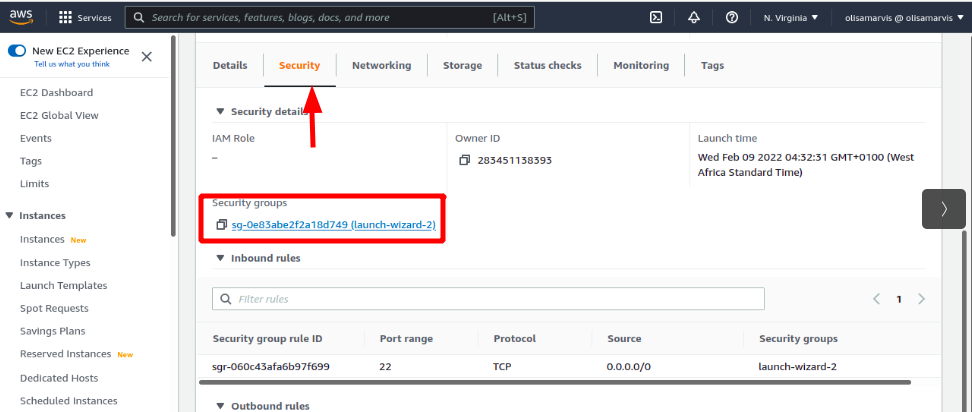 aws Services Search for services, features, blogs, docs, and more [Alt+S] N. Virginia olisamarvis @ olisamarvis
New EC2 Experience
Tell us what you think
EC2 Dashboard
EC2 Global View
Events
Tags
Limits
Instances
Instances New
Instance Types
Launch Templates
Spot Requests
Savings Plans
Reserved Instances New
Dedicated Hosts
Scheduled Instances
Details Security Networking Storage Status checks Monitoring Tags
Security details
IAM Role Owner ID Launch time
– 283451138393 Wed Feb 09 2022 04:32:31 GMT+0100 (West
Africa Standard Time)
Security groups
sg-0e83abe2f2a18d749 (launch-wizard-2)
Inbound rules
Filter rules 1
Security group rule ID Port range Protocol Source Security groups
sgr-060c43afa6b97f699 22 TCP 0.0.0.0/0 launch-wizard-2
Outbound rules